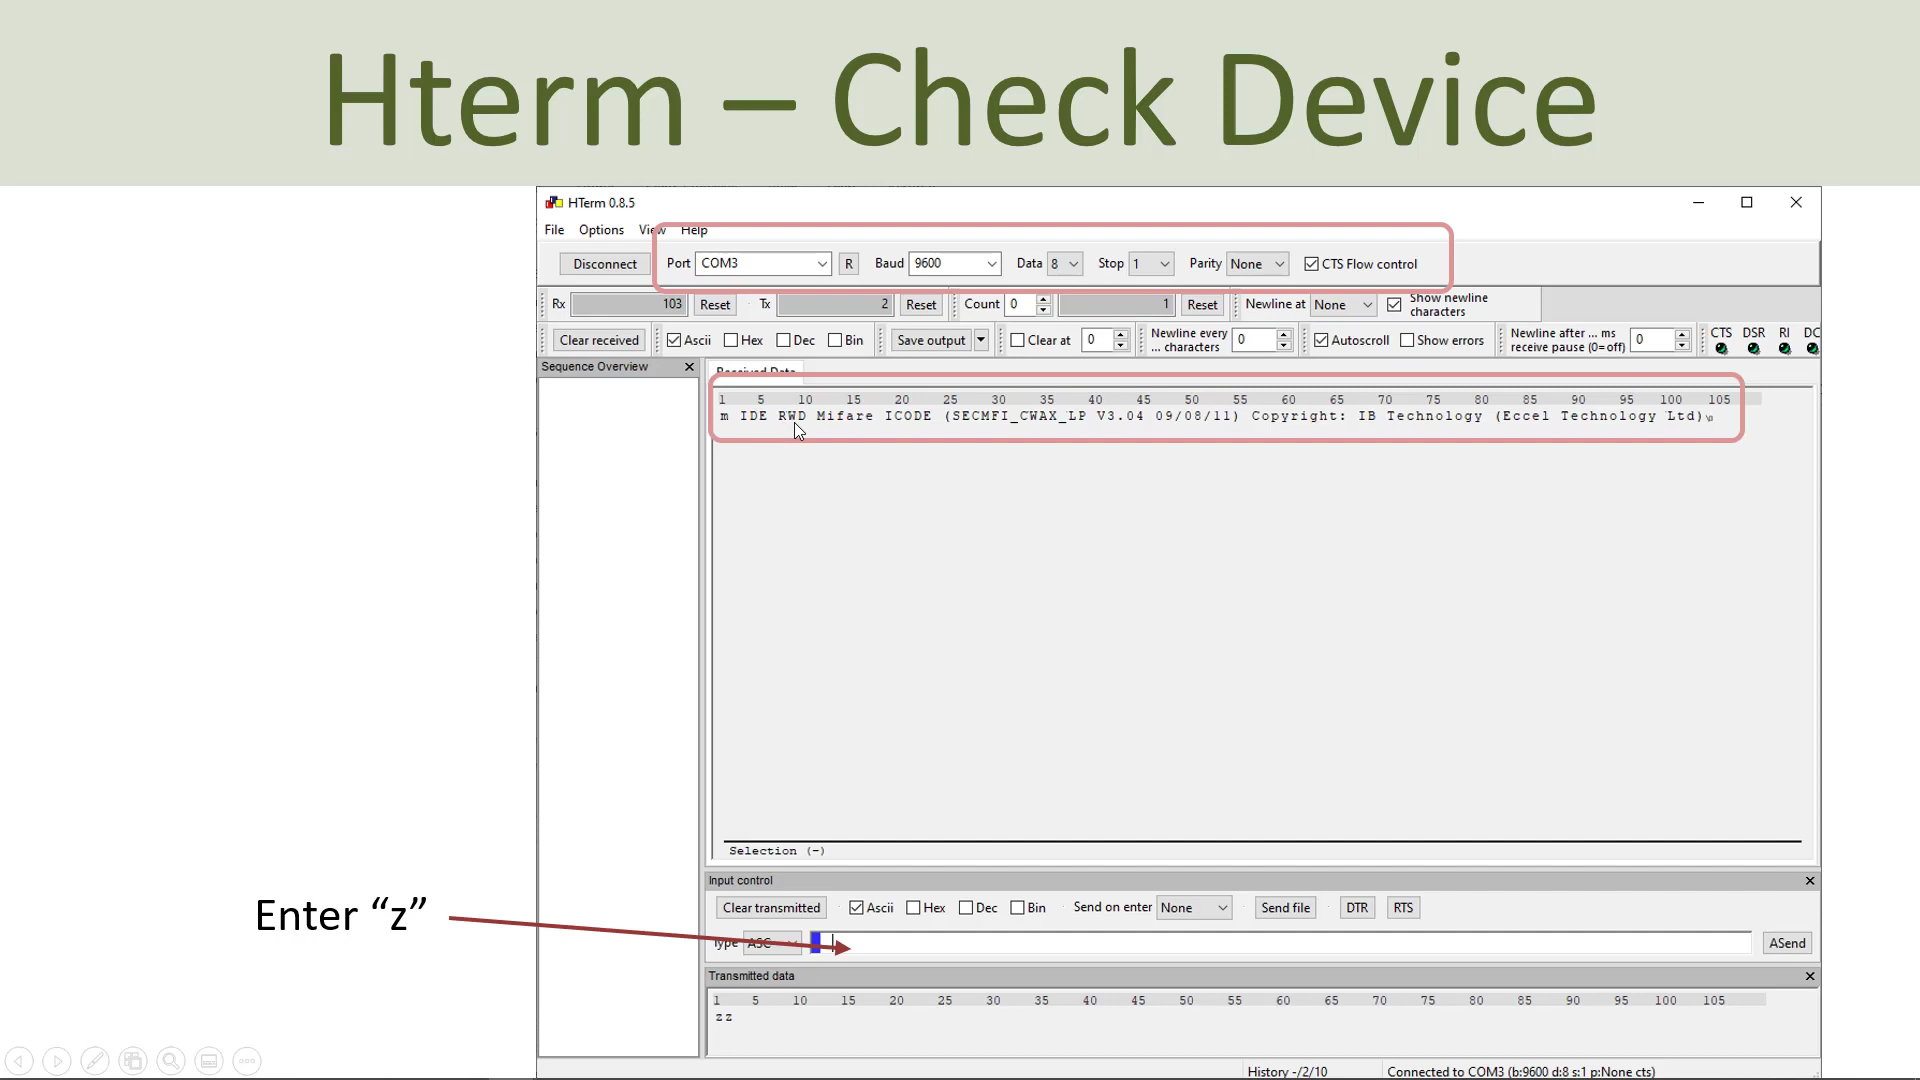 Hterm – Check Device
HTerm 0.8.5
File Options View Help
Disconnect Port COM3 R Baud 9600 Data 8 Stop 1 Parity None CTS Flow control
Rx 103 Reset Tx 2 Reset Count 0 1 Reset Newline at None Show newline characters
Clear received Ascii Hex Dec Bin Save output Clear at 0 Newline every ... characters 0 Autoscroll Show errors Newline after ... ms receive pause (0=off) 0 CTS DSR RI DC
Sequence Overview
Received Data
1 5 10 15 20 25 30 35 40 45 50 55 60 65 70 75 80 85 90 95 100 105
m IDE RWD Mifare ICODE (SECMFI_CWAX_LP V3.04 09/08/11) Copyright: IB Technology (Eccel Technology Ltd)
Selection (-)
Input control
Clear transmitted Ascii Hex Dec Bin Send on enter None Send file DTR RTS
Enter “z”
Type ASC ASend
Transmitted data
1 5 10 15 20 25 30 35 40 45 50 55 60 65 70 75 80 85 90 95 100 105
zz
History -/2/10 Connected to COM3 (b:9600 d:8 s:1 p:None cts)